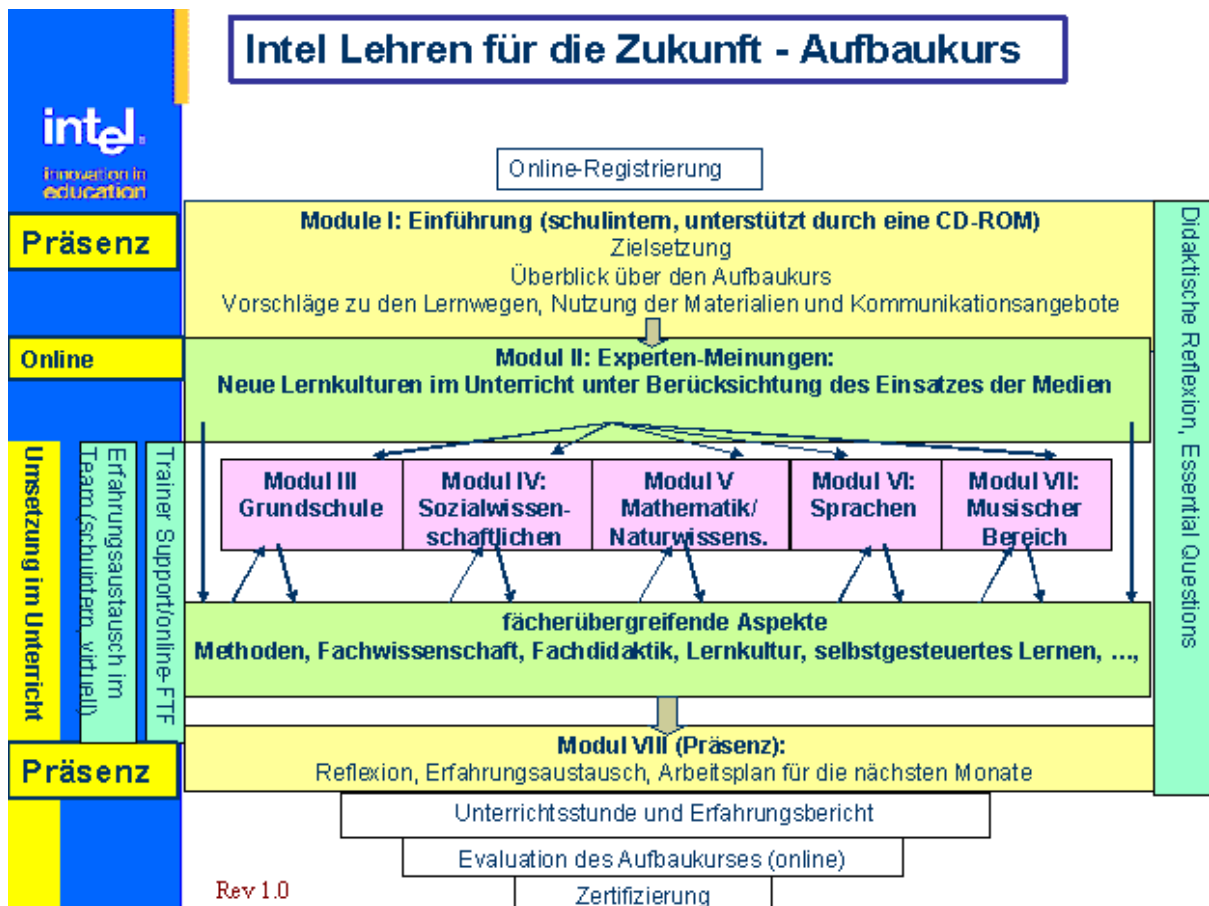 Intel Lehren für die Zukunft - Aufbaukurs
intel.
innovation in
education
Online-Registrierung
Präsenz
Module I: Einführung (schulintern, unterstützt durch eine CD-ROM)
Zielsetzung
Überblick über den Aufbaukurs
Vorschläge zu den Lernwegen, Nutzung der Materialien und Kommunikationsangebote
Online
Modul II: Experten-Meinungen:
Neue Lernkulturen im Unterricht unter Berücksichtung des Einsatzes der Medien
Umsetzung im Unterricht
Erfahrungsaustausch im
Team (schuintern, virtuell)
Trainer Support/online-FTF
Modul III
Grundschule
Modul IV:
Sozialwissen-
schaftlichen
Modul V
Mathematik/
Naturwissens.
Modul VI:
Sprachen
Modul VII:
Musischer
Bereich
Didaktische Reflexion, Essential Questions
fächerübergreifende Aspekte
Methoden, Fachwissenschaft, Fachdidaktik, Lernkultur, selbstgesteuertes Lernen, ...,
Präsenz
Modul VIII (Präsenz):
Reflexion, Erfahrungsaustausch, Arbeitsplan für die nächsten Monate
Unterrichtsstunde und Erfahrungsbericht
Evaluation des Aufbaukurses (online)
Zertifizierung
Rev 1.0